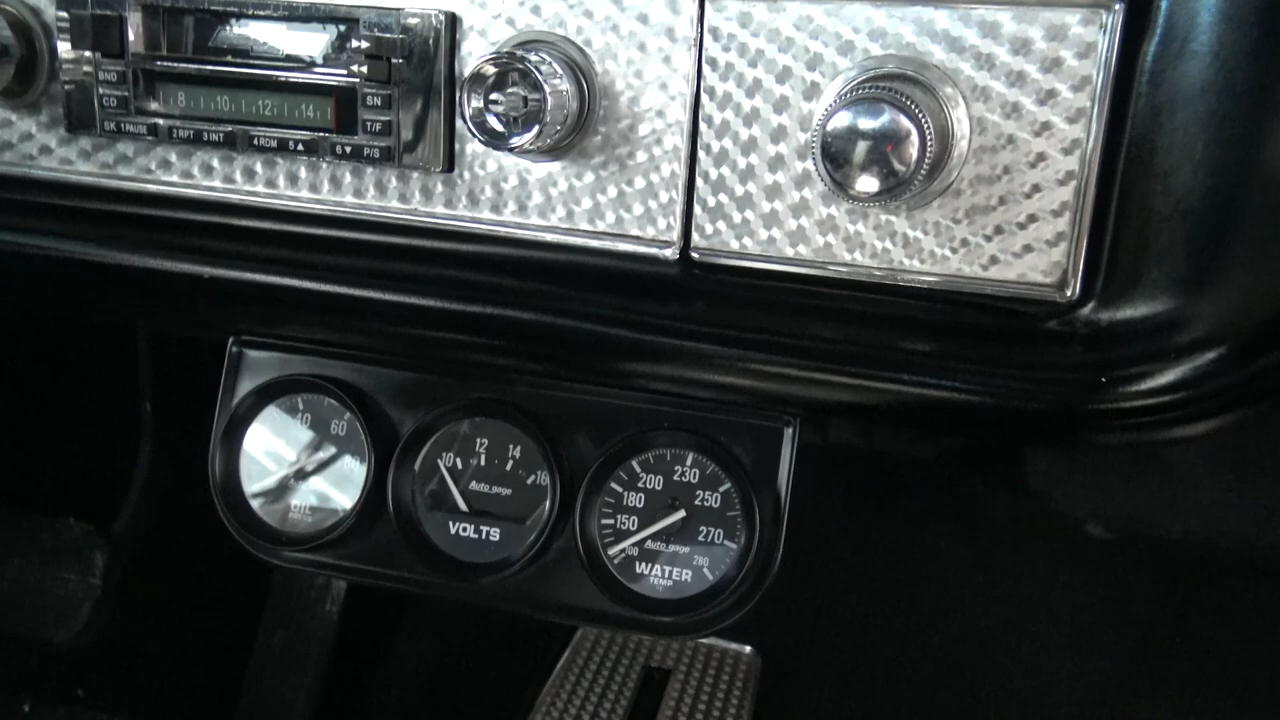 BND
CD
SN
T/F
8 10 12 14
SK 1PAUSE 2RPT 3INT 4RDM 5▲ 6▼ P/S
40 60 80
OIL
10 12 14 16
Auto gage
VOLTS
100 150 180 200 230 250 270 280
Auto gage
WATER
TEMP